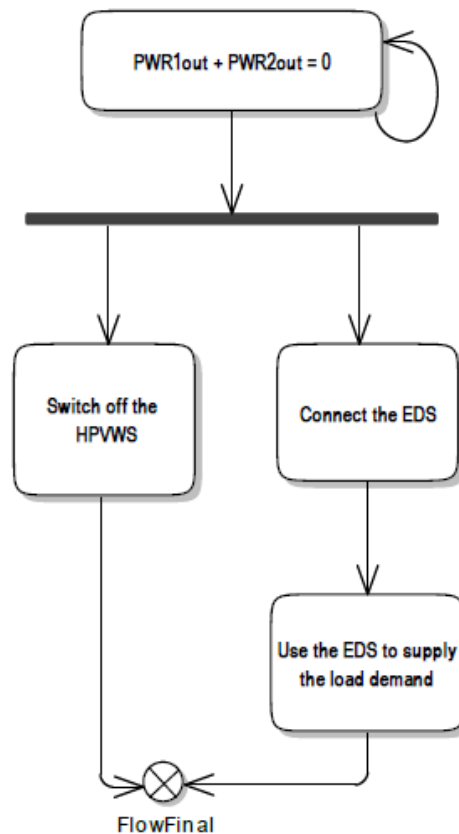 PWR1out + PWR2out = 0
Switch off the
HPVWS
Connect the EDS
Use the EDS to supply
the load demand
FlowFinal